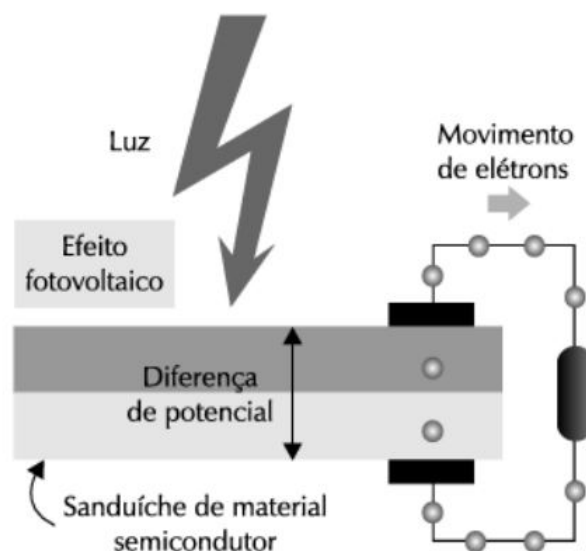 Luz
Movimento
de elétrons
Efeito
fotovoltaico
Diferença
de potencial
Sanduíche de material
semicondutor